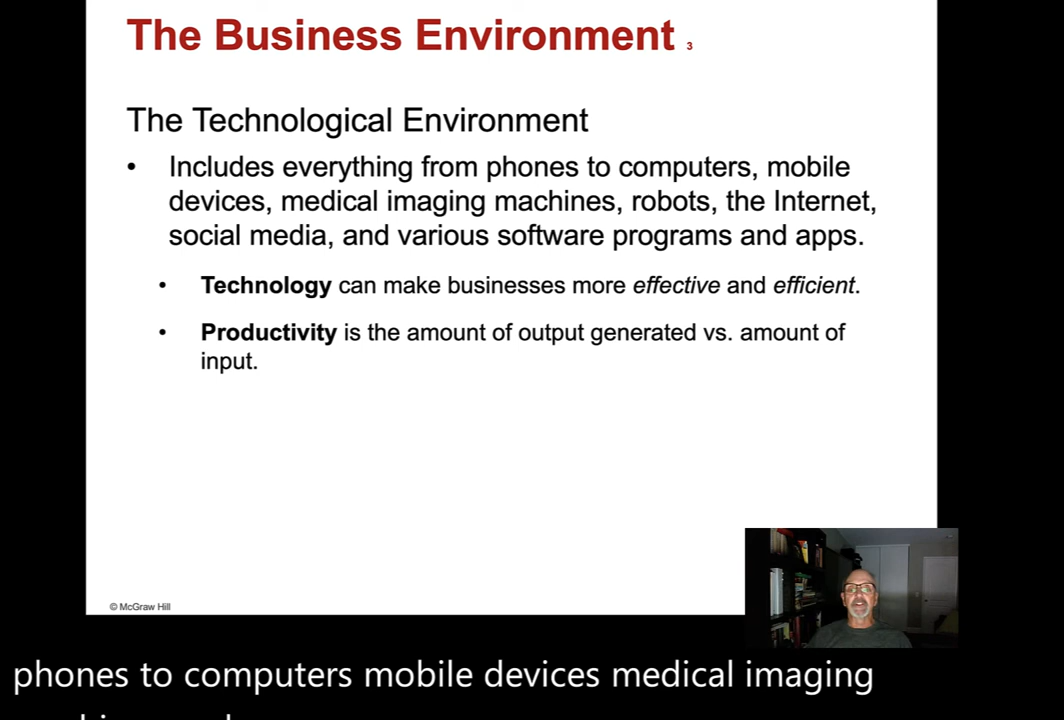 The Business Environment 3
The Technological Environment
• Includes everything from phones to computers, mobile
devices, medical imaging machines, robots, the Internet,
social media, and various software programs and apps.
• Technology can make businesses more effective and efficient.
• Productivity is the amount of output generated vs. amount of
input.
© McGraw Hill
phones to computers mobile devices medical imaging